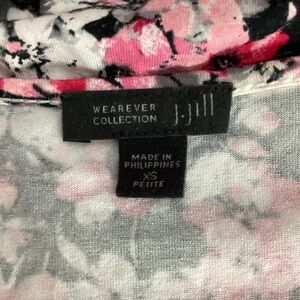 WEAREVER
COLLECTION
J.Jill
MADE IN
PHILIPPINES
XS
PETITE